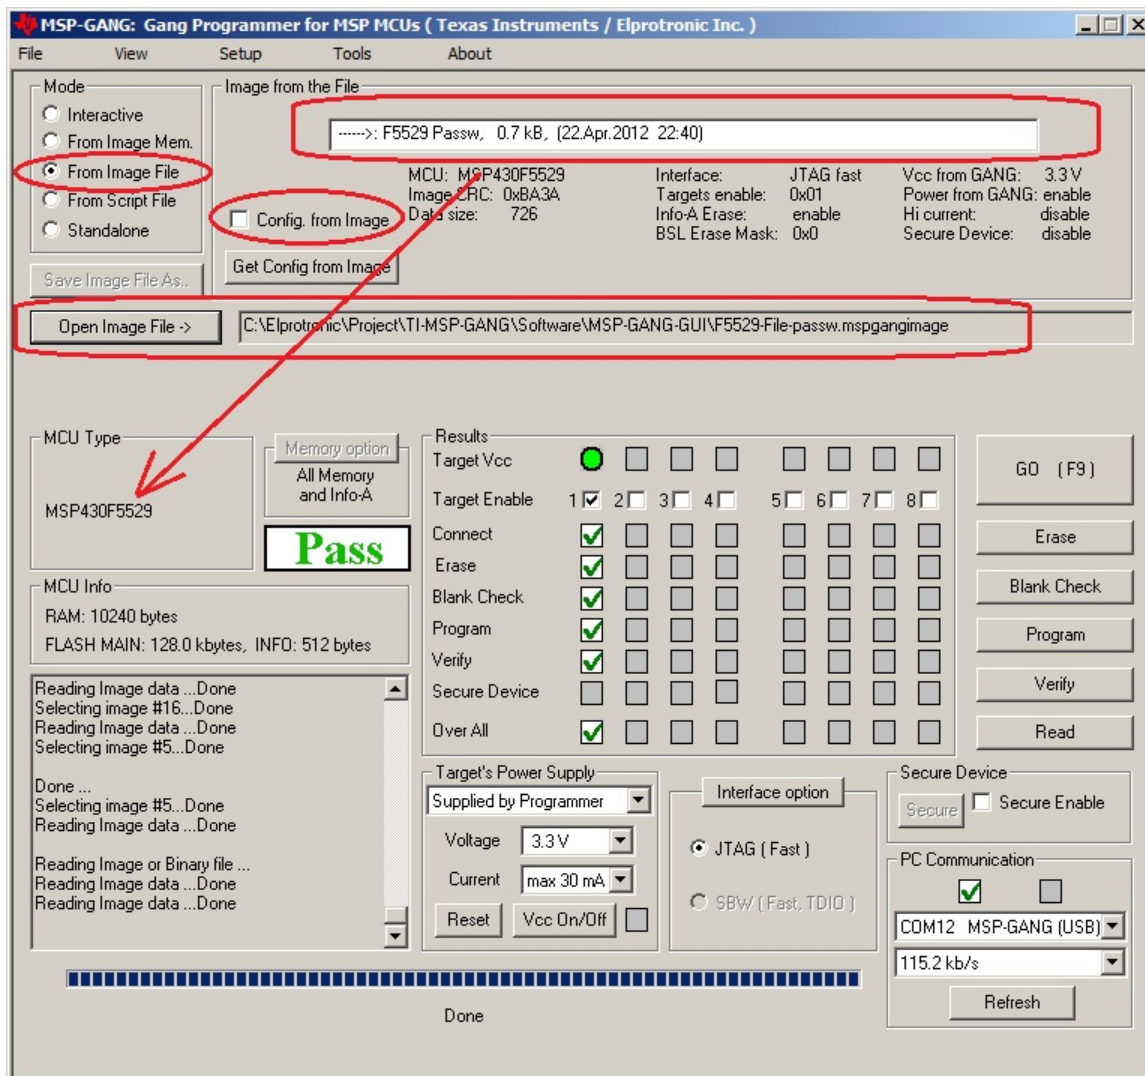 MSP-GANG: Gang Programmer for MSP MCUs ( Texas Instruments / Elprotronic Inc. )
File View Setup Tools About
Mode
Interactive
From Image Mem.
From Image File
From Script File
Standalone
Save Image File As..
Image from the File
----->: F5529 Passw, 0.7 kB, (22.Apr.2012 22:40)
Config. from Image
Get Config from Image
MCU: MSP430F5529
Image CRC: 0xBA3A
Data size: 726
Interface: JTAG fast
Targets enable: 0x01
Info-A Erase: enable
BSL Erase Mask: 0x0
Vcc from GANG: 3.3 V
Power from GANG: enable
Hi current: disable
Secure Device: disable
Open Image File ->
C:\Elprotronic\Project\TI-MSP-GANG\Software\MSP-GANG-GUI\F5529-File-passw.mspgangimage
MCU Type
MSP430F5529
Memory option
All Memory
and Info-A
Pass
MCU Info
RAM: 10240 bytes
FLASH MAIN: 128.0 kbytes, INFO: 512 bytes
Reading Image data ...Done
Selecting image #16...Done
Reading Image data ...Done
Selecting image #5...Done
Done ...
Selecting image #5...Done
Reading Image data ...Done
Reading Image or Binary file ...
Reading Image data ...Done
Reading Image data ...Done
Results
Target Vcc
Target Enable 1 2 3 4 5 6 7 8
Connect
Erase
Blank Check
Program
Verify
Secure Device
Over All
GO ( F9 )
Erase
Blank Check
Program
Verify
Read
Target's Power Supply
Supplied by Programmer
Voltage 3.3 V
Current max 30 mA
Reset Vcc On/Off
Interface option
JTAG ( Fast )
SBW ( Fast, TDIO )
Secure Device
Secure Secure Enable
PC Communication
COM12 MSP-GANG (USB)
115.2 kb/s
Refresh
Done